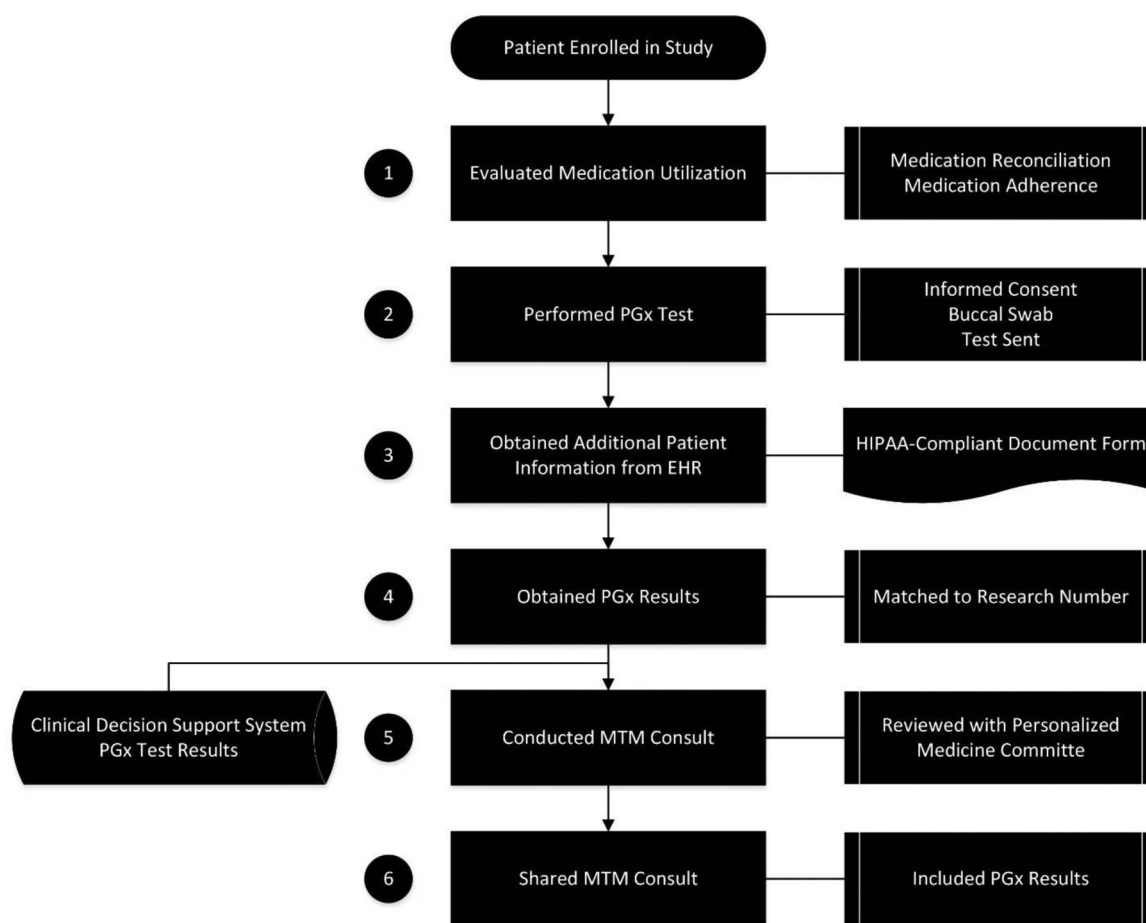 Patient Enrolled in Study
1
Evaluated Medication Utilization
Medication Reconciliation
Medication Adherence
2
Performed PGx Test
Informed Consent
Buccal Swab
Test Sent
3
Obtained Additional Patient
Information from EHR
HIPAA-Compliant Document Form
4
Obtained PGx Results
Matched to Research Number
Clinical Decision Support System
PGx Test Results
5
Conducted MTM Consult
Reviewed with Personalized
Medicine Committe
6
Shared MTM Consult
Included PGx Results